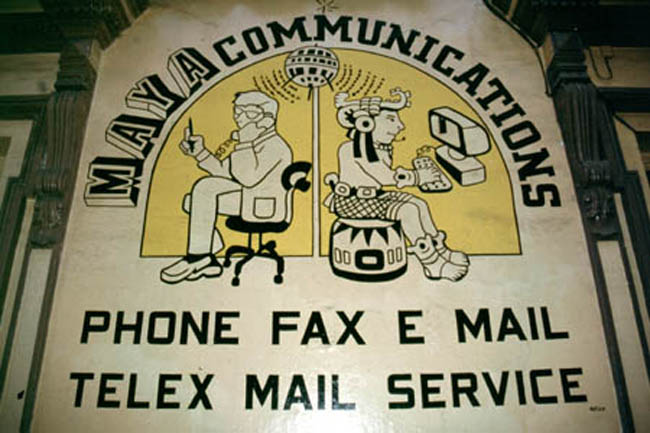 MAYA COMMUNICATIONS
PHONE FAX E MAIL
TELEX MAIL SERVICE